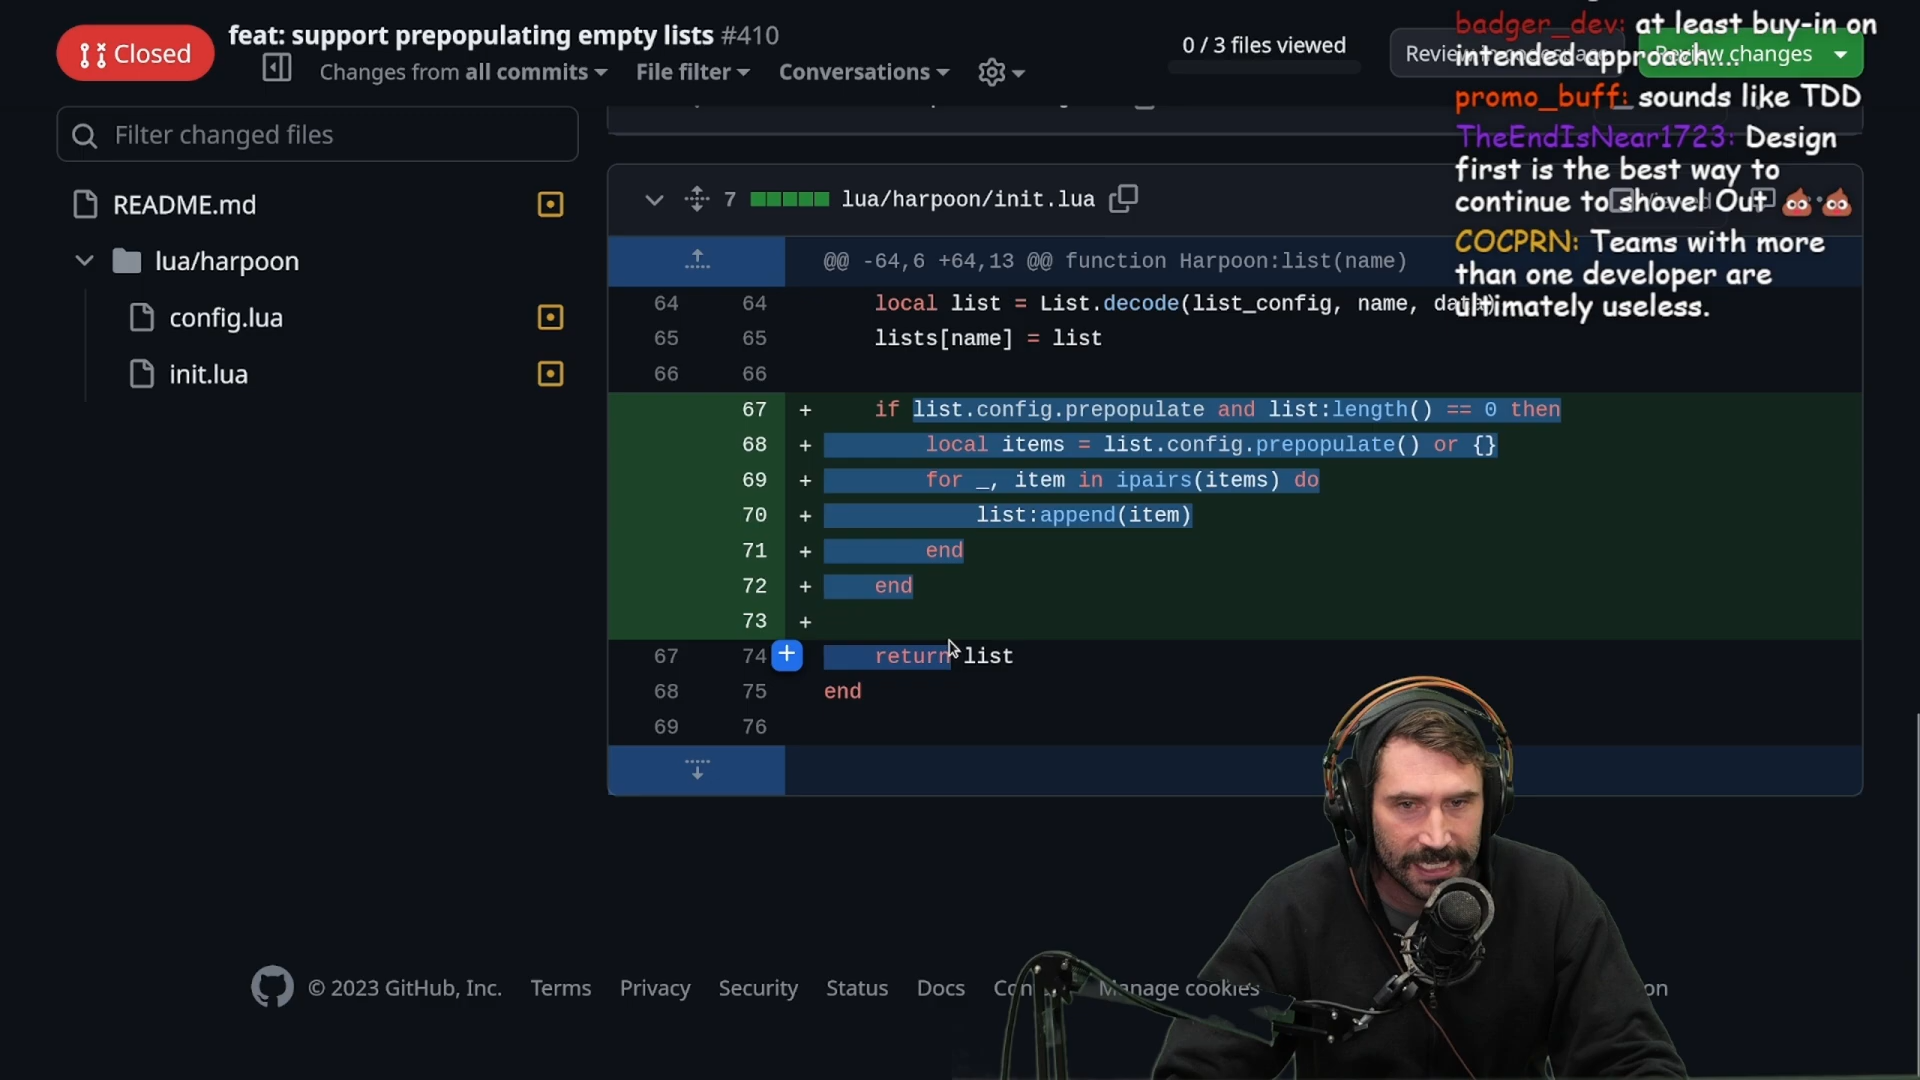 Closed
feat: support prepopulating empty lists #410
Changes from all commits
File filter
Conversations
0 / 3 files viewed
Review changes
badger_dev: at least buy-in on
intended approach....
promo_buff: sounds like TDD
TheEndIsNear1723: Design
first is the best way to
continue to shovel Out 💩💩
COCPRN: Teams with more
than one developer are
ultimately useless.
Filter changed files
README.md
lua/harpoon
config.lua
init.lua
7 lua/harpoon/init.lua
@@ -64,6 +64,13 @@ function Harpoon:list(name)
64 64 local list = List.decode(list_config, name, data)
65 65 lists[name] = list
66 66
67 + if list.config.prepopulate and list:length() == 0 then
68 + local items = list.config.prepopulate() or {}
69 + for _, item in ipairs(items) do
70 + list:append(item)
71 + end
72 + end
73 +
67 74 + return list
68 75 end
69 76
© 2023 GitHub, Inc. Terms Privacy Security Status Docs Manage cookies